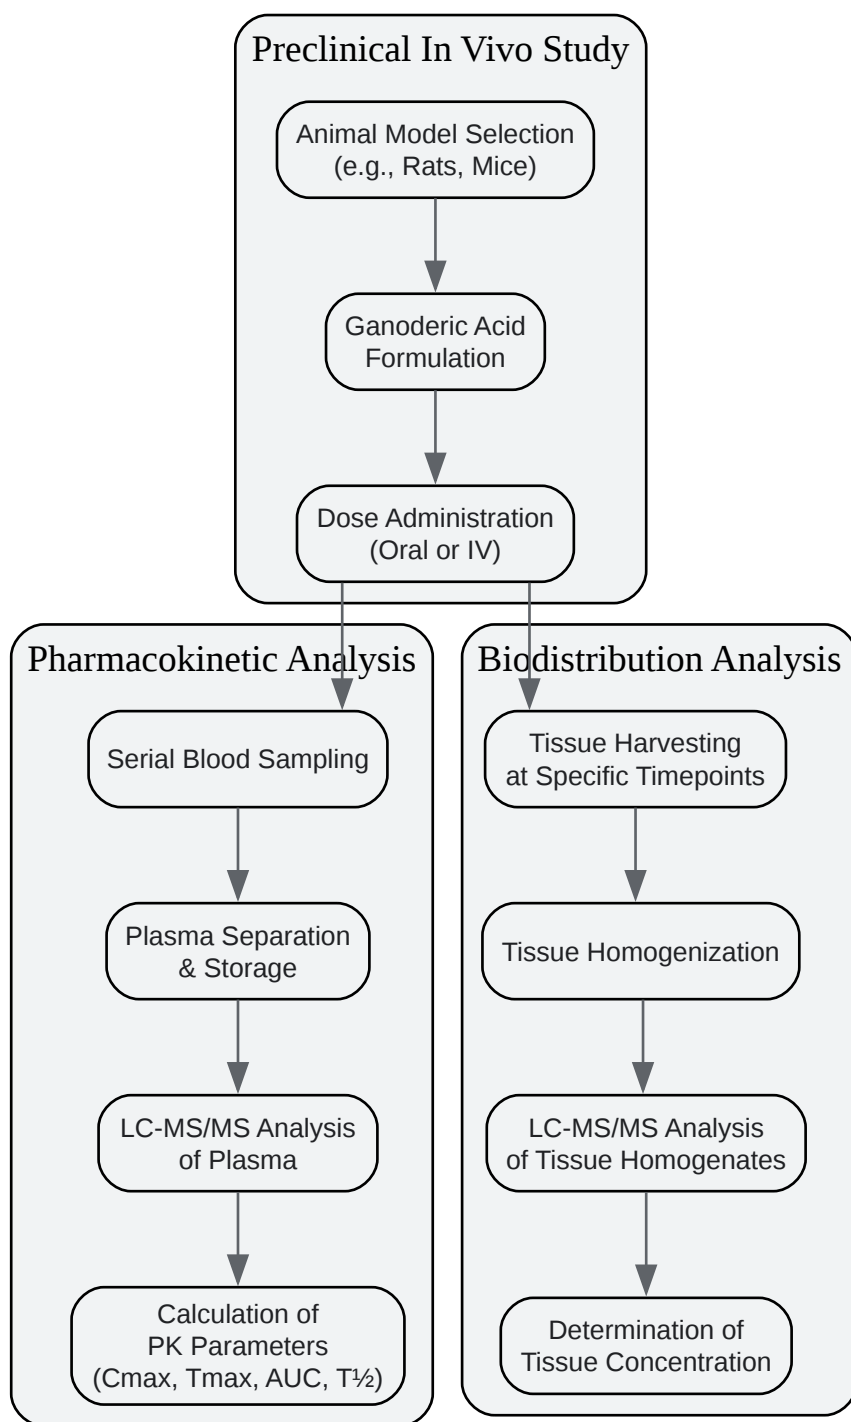 Preclinical In Vivo Study
Animal Model Selection
(e.g., Rats, Mice)
Ganoderic Acid
Formulation
Dose Administration
(Oral or IV)
Pharmacokinetic Analysis
Serial Blood Sampling
Plasma Separation
& Storage
LC-MS/MS Analysis
of Plasma
Calculation of
PK Parameters
(Cmax, Tmax, AUC, T½)
Biodistribution Analysis
Tissue Harvesting
at Specific Timepoints
Tissue Homogenization
LC-MS/MS Analysis
of Tissue Homogenates
Determination of
Tissue Concentration